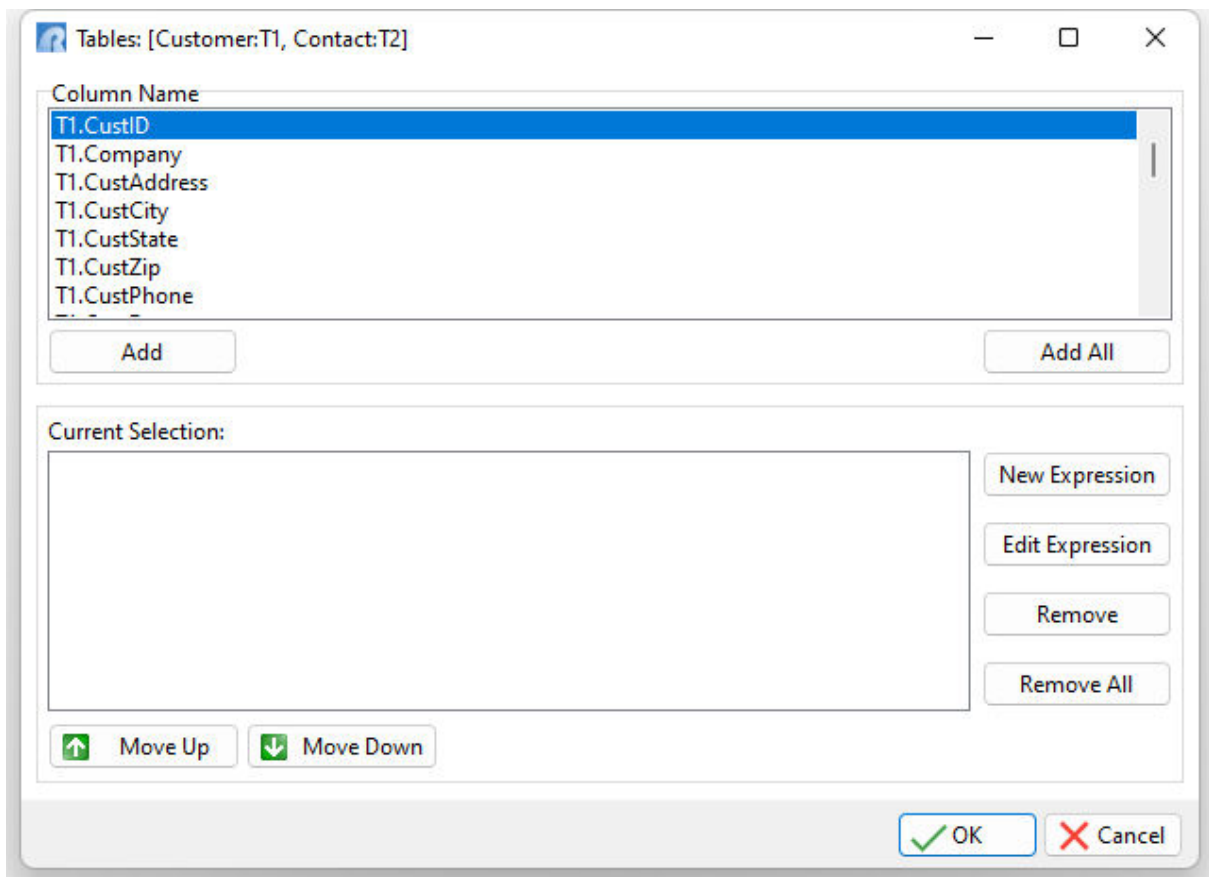 Tables: [Customer:T1, Contact:T2]
Column Name
T1.CustID
T1.Company
T1.CustAddress
T1.CustCity
T1.CustState
T1.CustZip
T1.CustPhone
Add Add All
Current Selection:
New Expression
Edit Expression
Remove
Remove All
Move Up Move Down
OK Cancel